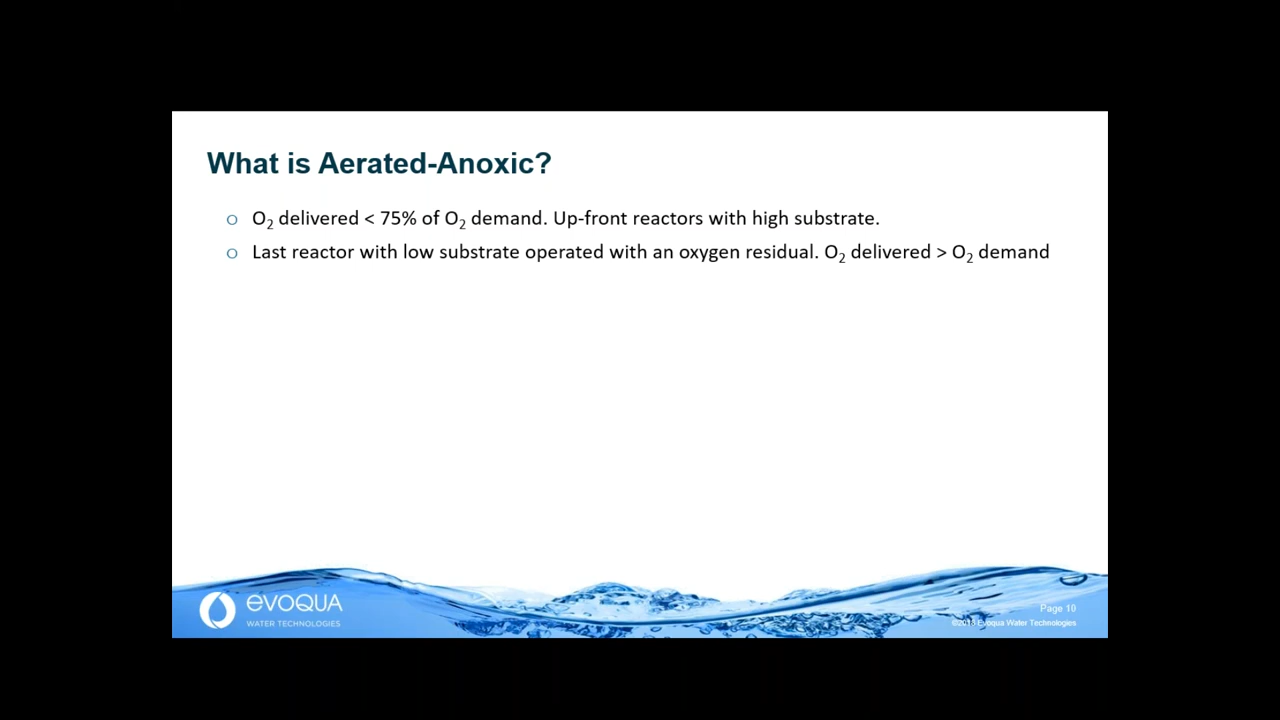 What is Aerated-Anoxic?
O₂ delivered < 75% of O₂ demand. Up-front reactors with high substrate.
Last reactor with low substrate operated with an oxygen residual. O₂ delivered > O₂ demand
evoqua
WATER TECHNOLOGIES
Page 10
©2018 Evoqua Water Technologies